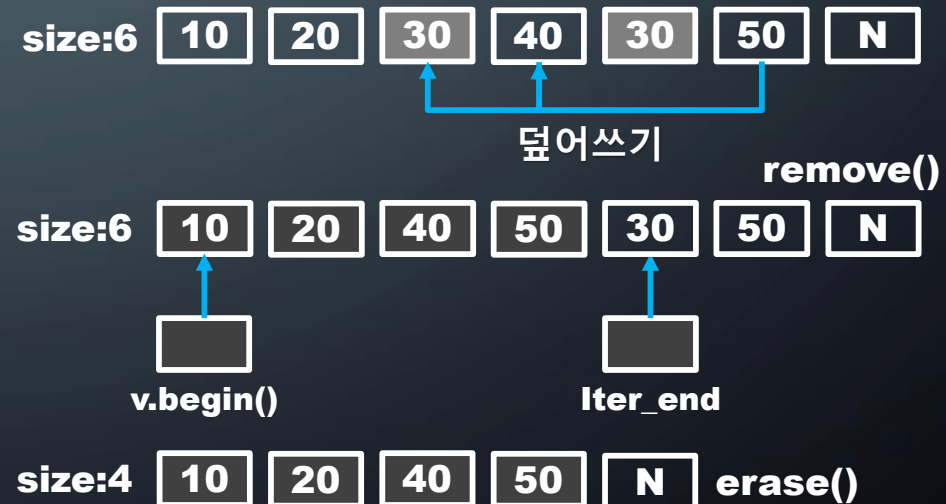 size:6 10 20 30 40 30 50 N
덮어쓰기
remove()
size:6 10 20 40 50 30 50 N
v.begin() Iter_end
size:4 10 20 40 50 N erase()